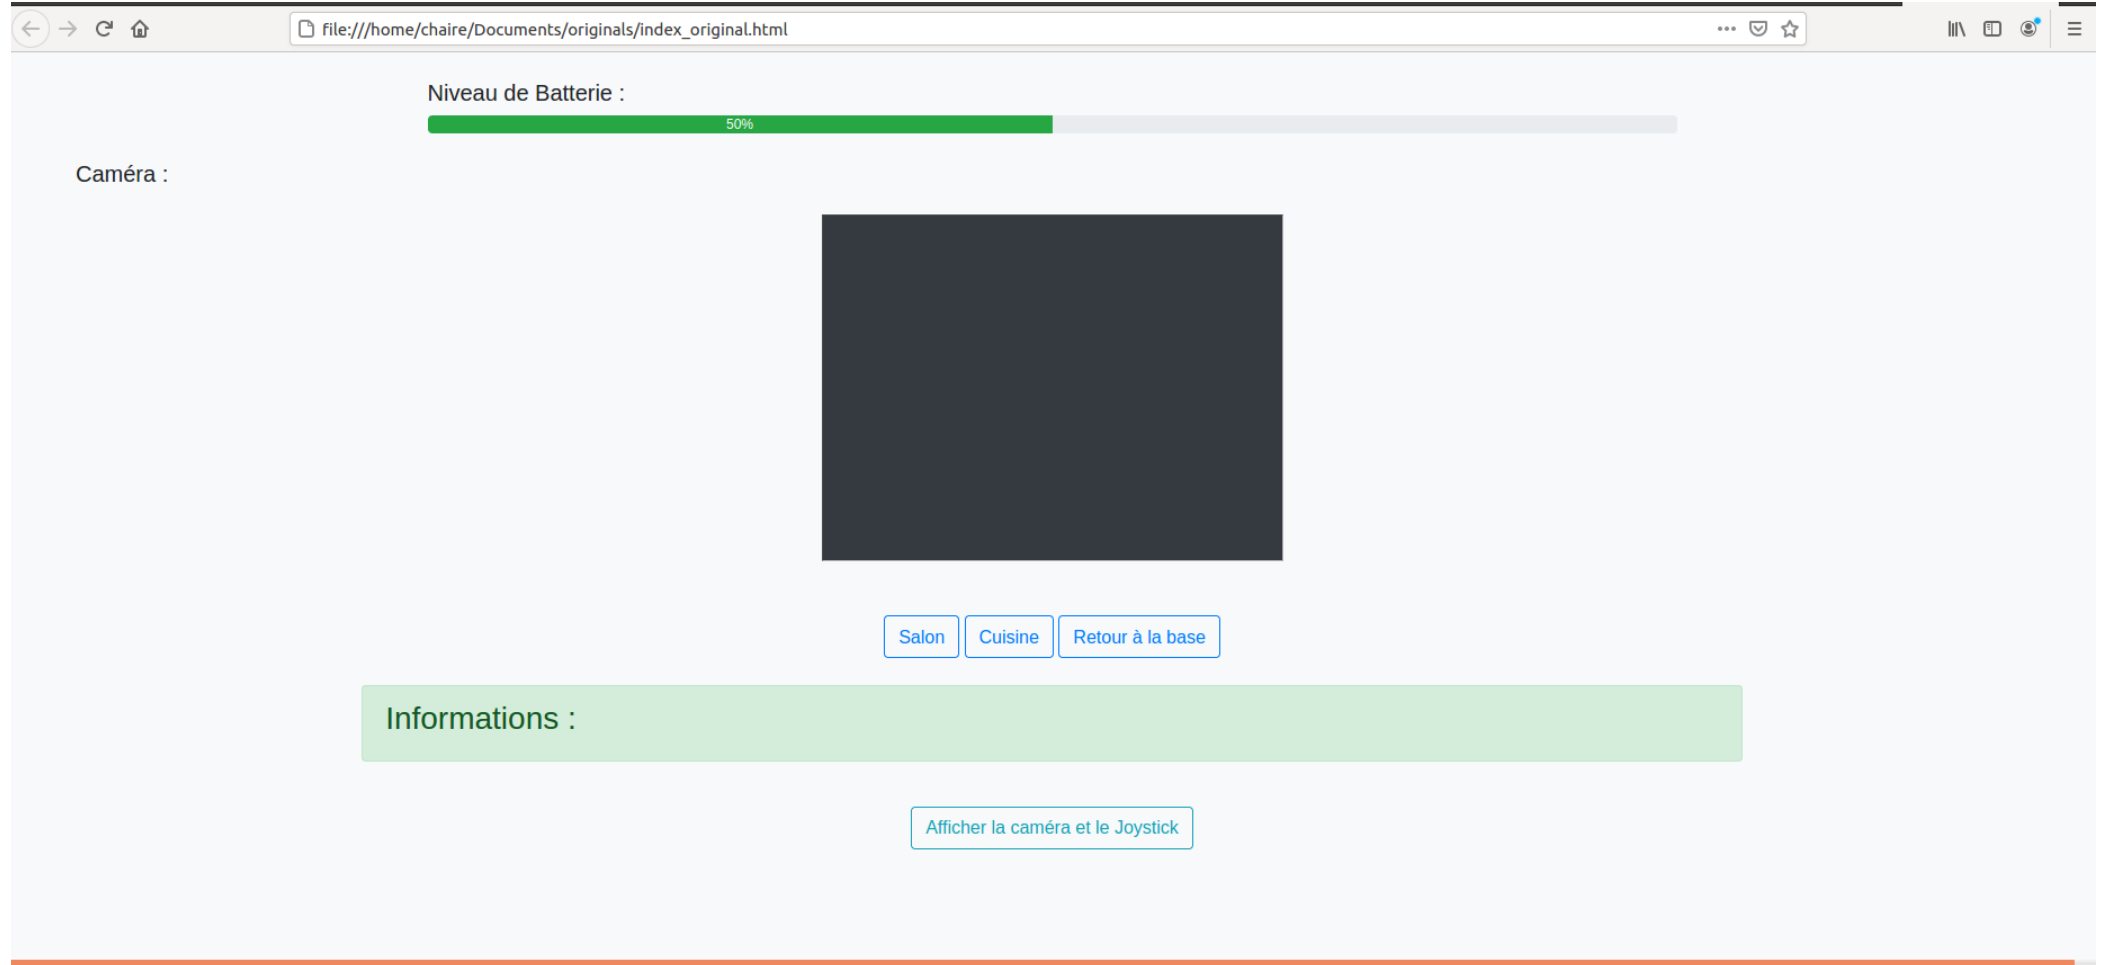 file:///home/chaire/Documents/originals/index_original.html
Niveau de Batterie :
50%
Caméra :
Salon Cuisine Retour à la base
Informations :
Afficher la caméra et le Joystick